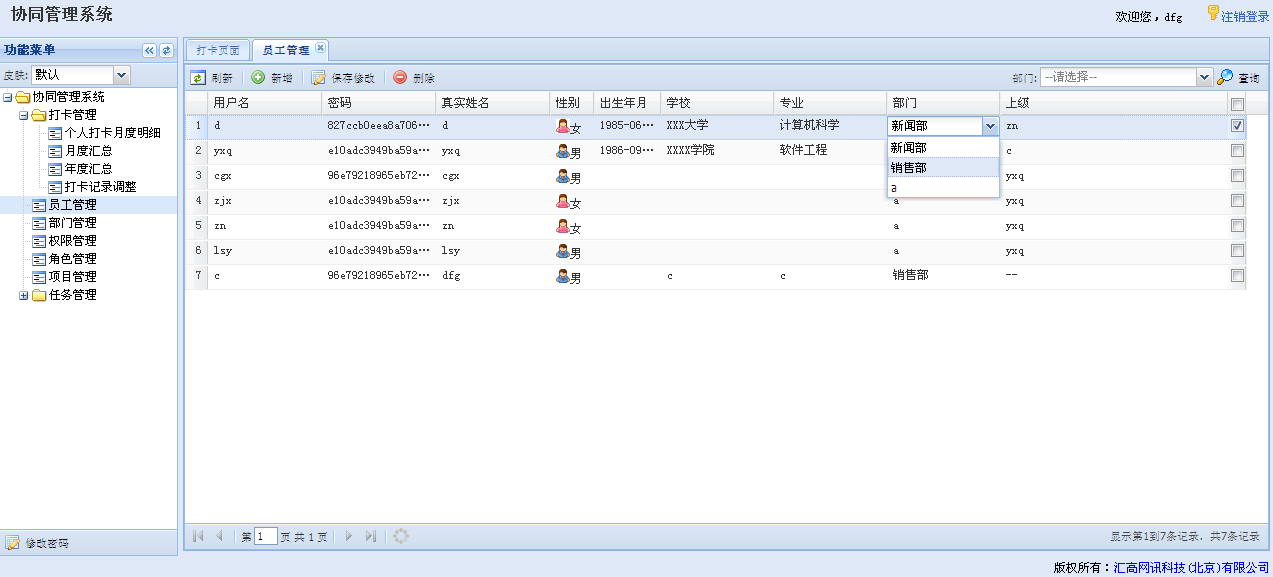 协同管理系统
欢迎您，dfg 注销登录
功能菜单
皮肤: 默认
协同管理系统
打卡管理
个人打卡月度明细
月度汇总
年度汇总
打卡记录调整
员工管理
部门管理
权限管理
角色管理
项目管理
任务管理
修改密码
打卡页面 员工管理
刷新 新增 保存修改 删除 部门: --请选择-- 查询
用户名 密码 真实姓名 性别 出生年月 学校 专业 部门 上级
1 d 827ccb0eea8a706… d 女 1985-06… XXX大学 计算机科学 新闻部 zn
2 yxq e10adc3949ba59a… yxq 男 1986-09… XXXX学院 软件工程 c
新闻部
销售部
a
3 cgx 96e79218965eb72… cgx 男 yxq
4 zjx e10adc3949ba59a… zjx 女 a yxq
5 zn e10adc3949ba59a… zn 女 a yxq
6 lsy e10adc3949ba59a… lsy 男 a yxq
7 c 96e79218965eb72… dfg 男 c c 销售部 --
第 1 页 共 1 页
显示第1到7条记录，共7条记录
版权所有：汇高网讯科技(北京)有限公司